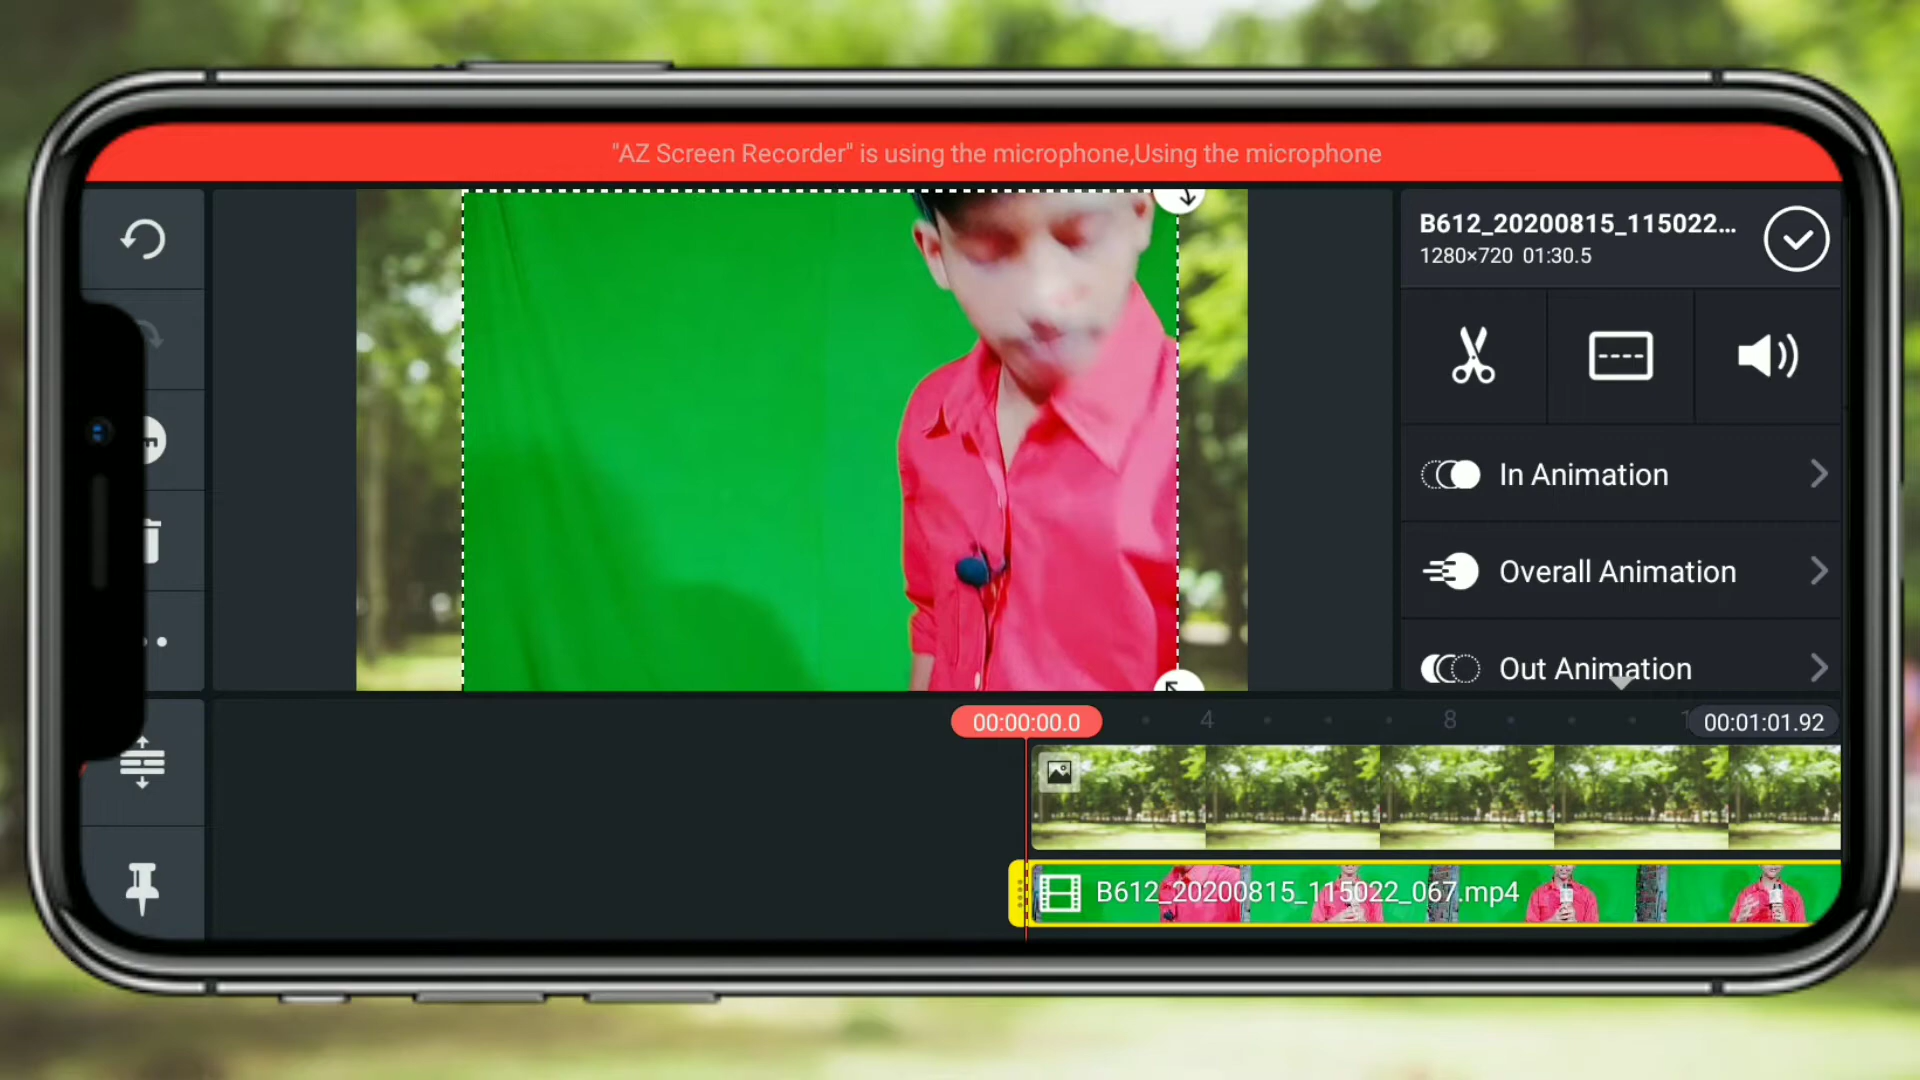 "AZ Screen Recorder" is using the microphone,Using the microphone
B612_20200815_115022...
1280×720 01:30.5
In Animation
Overall Animation
Out Animation
00:00:00.0
4
8
1
00:01:01.92
B612_20200815_115022_067.mp4